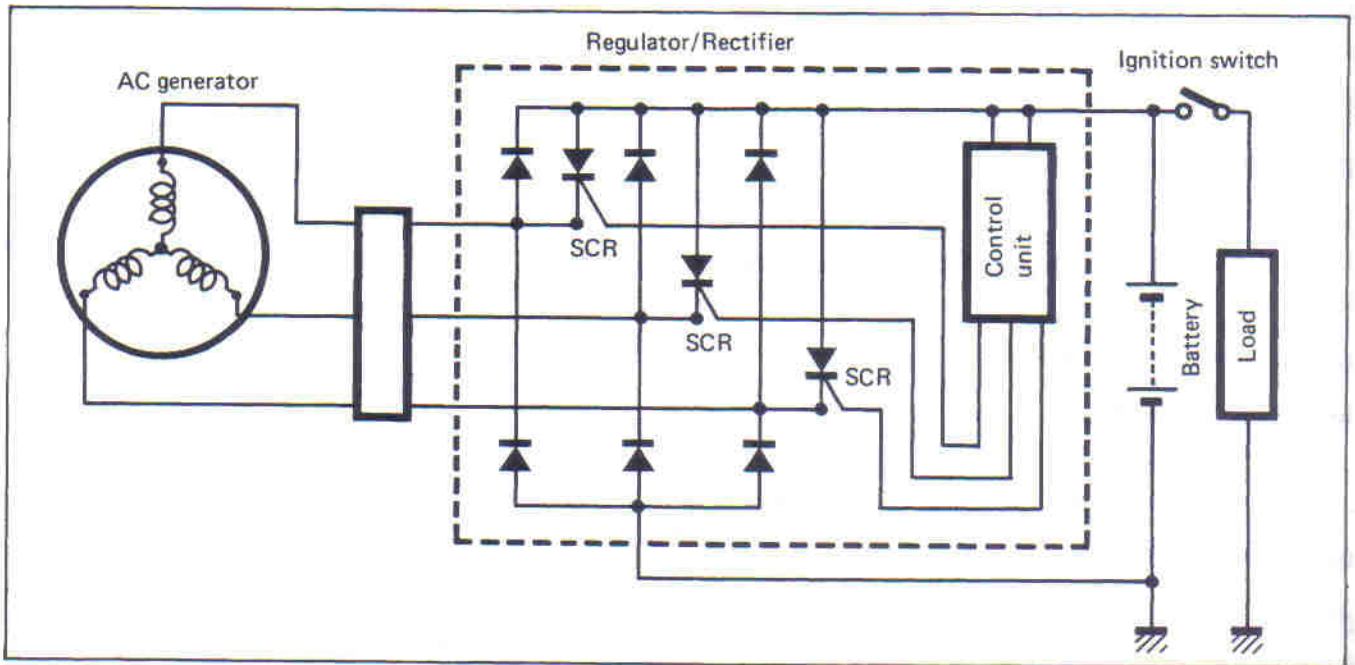 Regulator/Rectifier
Ignition switch
AC generator
SCR
SCR
SCR
Control
unit
Battery
Load